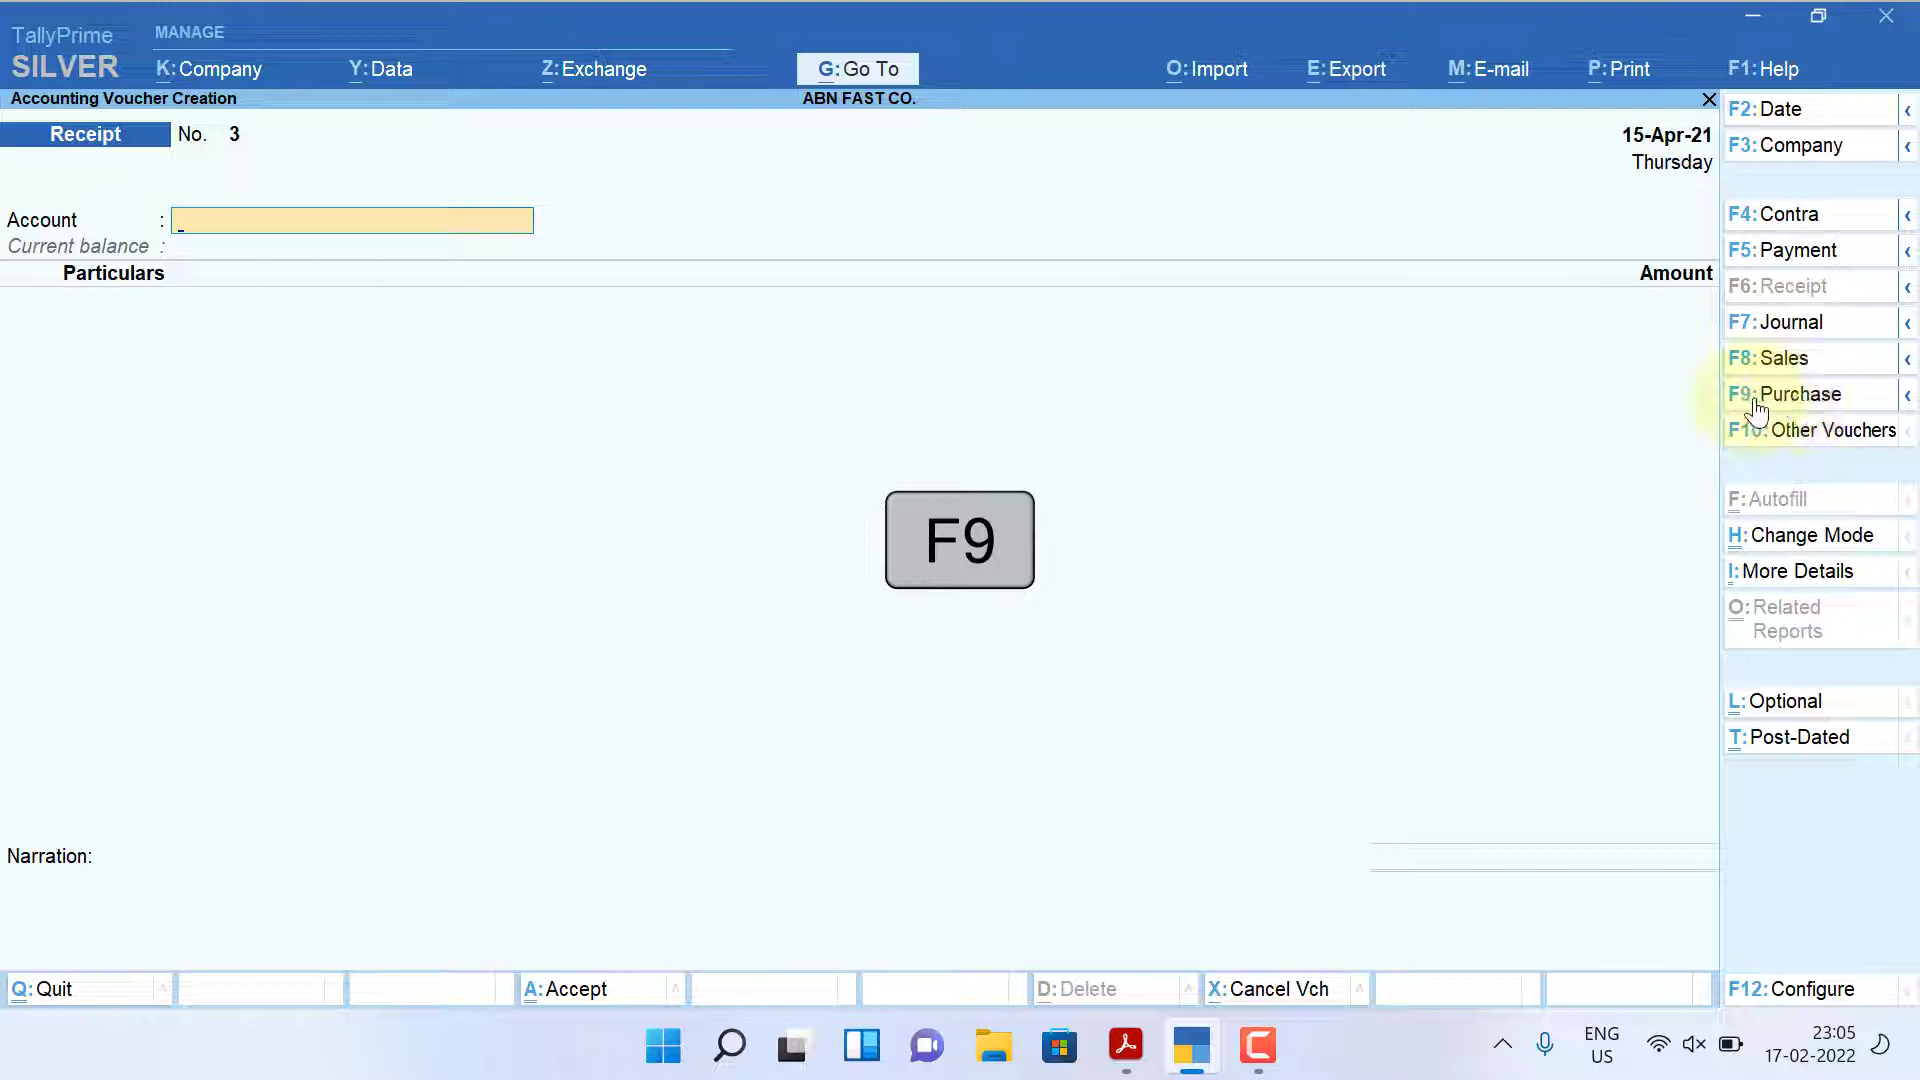 TallyPrime
SILVER
MANAGE
K: Company
Y: Data
Z: Exchange
G: Go To
O: Import
E: Export
M: E-mail
P: Print
F1: Help
Accounting Voucher Creation
ABN FAST CO.
Receipt No. 3
15-Apr-21
Thursday
Account :
Current balance :
Particulars
Amount
F9
Narration:
F2: Date
F3: Company
F4: Contra
F5: Payment
F6: Receipt
F7: Journal
F8: Sales
F9: Purchase
F10: Other Vouchers
F: Autofill
H: Change Mode
I: More Details
O: Related
Reports
L: Optional
T: Post-Dated
F12: Configure
Q: Quit
A: Accept
D: Delete
X: Cancel Vch
ENG
US
23:05
17-02-2022